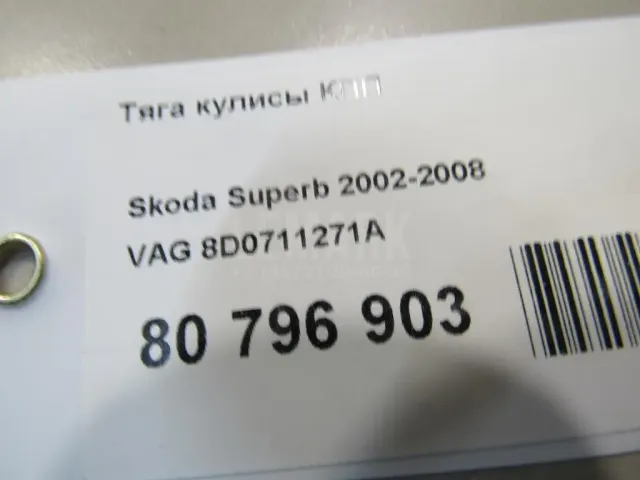 Тяга кулисы КПП
Skoda Superb 2002-2008
VAG 8D0711271A
80 796 903